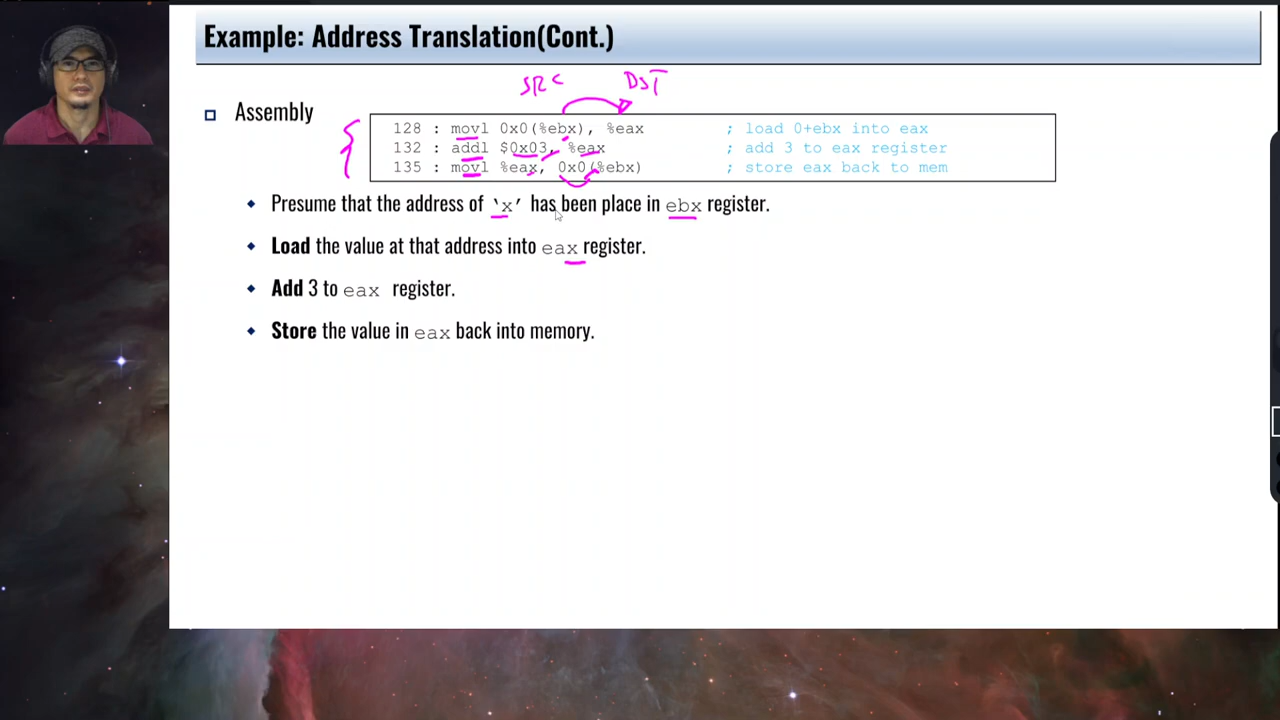 Example: Address Translation(Cont.)
SRC DST
Assembly
128 : movl 0x0(%ebx), %eax ; load 0+ebx into eax
132 : addl $0x03, %eax ; add 3 to eax register
135 : movl %eax, 0x0(%ebx) ; store eax back to mem
Presume that the address of ‘x’ has been place in ebx register.
Load the value at that address into eax register.
Add 3 to eax register.
Store the value in eax back into memory.